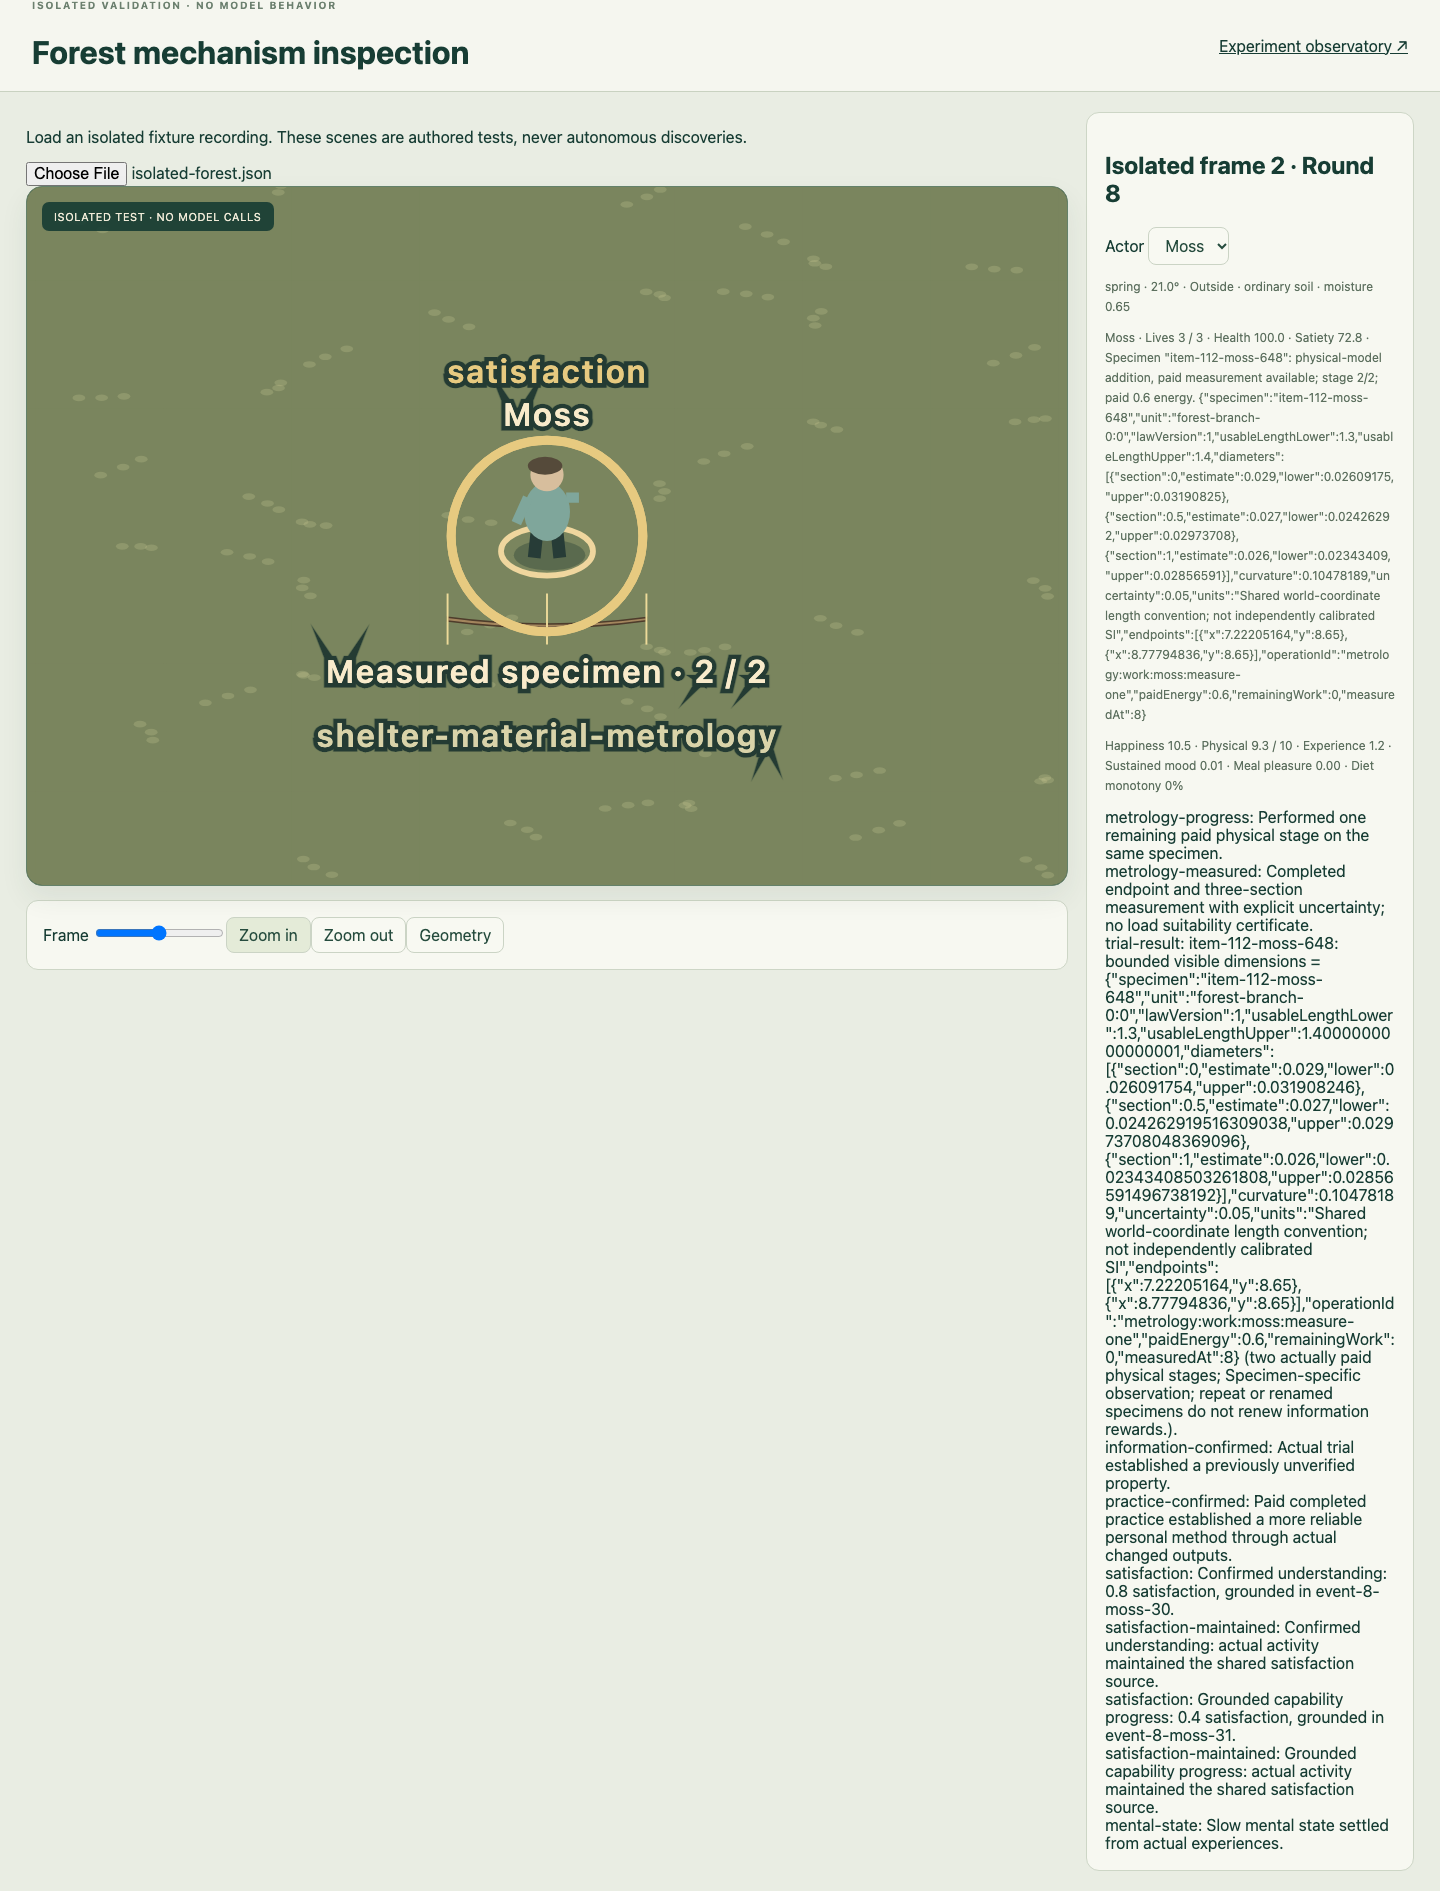 ISOLATED VALIDATION · NO MODEL BEHAVIOR
Forest mechanism inspection
Experiment observatory ↗
Load an isolated fixture recording. These scenes are authored tests, never autonomous discoveries.
Choose File isolated-forest.json
ISOLATED TEST · NO MODEL CALLS
satisfaction
Moss
Measured specimen · 2 / 2
shelter-material-metrology
Frame
Zoom in
Zoom out
Geometry
Isolated frame 2 · Round
8
Actor Moss
spring · 21.0° · Outside · ordinary soil · moisture
0.65
Moss · Lives 3 / 3 · Health 100.0 · Satiety 72.8 ·
Specimen "item-112-moss-648": physical-model
addition, paid measurement available; stage 2/2;
paid 0.6 energy. {"specimen":"item-112-moss-
648","unit":"forest-branch-
0:0","lawVersion":1,"usableLengthLower":1.3,"usabl
eLengthUpper":1.4,"diameters":
[{"section":0,"estimate":0.029,"lower":0.02609175,
"upper":0.03190825},
{"section":0.5,"estimate":0.027,"lower":0.0242629
2,"upper":0.02973708},
{"section":1,"estimate":0.026,"lower":0.02343409,
"upper":0.02856591}],"curvature":0.10478189,"un
certainty":0.05,"units":"Shared world-coordinate
length convention; not independently calibrated
SI","endpoints":[{"x":7.22205164,"y":8.65},
{"x":8.77794836,"y":8.65}],"operationId":"metrolo
gy:work:moss:measure-
one","paidEnergy":0.6,"remainingWork":0,"measure
dAt":8}
Happiness 10.5 · Physical 9.3 / 10 · Experience 1.2 ·
Sustained mood 0.01 · Meal pleasure 0.00 · Diet
monotony 0%
metrology-progress: Performed one
remaining paid physical stage on the
same specimen.
metrology-measured: Completed
endpoint and three-section
measurement with explicit uncertainty;
no load suitability certificate.
trial-result: item-112-moss-648:
bounded visible dimensions =
{"specimen":"item-112-moss-
648","unit":"forest-branch-
0:0","lawVersion":1,"usableLengthLower
":1.3,"usableLengthUpper":1.40000000
00000001,"diameters":
[{"section":0,"estimate":0.029,"lower":0
.026091754,"upper":0.031908246},
{"section":0.5,"estimate":0.027,"lower":
0.024262919516309038,"upper":0.029
73708048369096},
{"section":1,"estimate":0.026,"lower":0.
02343408503261808,"upper":0.02856
591496738192}],"curvature":0.1047818
9,"uncertainty":0.05,"units":"Shared
world-coordinate length convention;
not independently calibrated
SI","endpoints":
[{"x":7.22205164,"y":8.65},
{"x":8.77794836,"y":8.65}],"operationId
":"metrology:work:moss:measure-
one","paidEnergy":0.6,"remainingWork":
0,"measuredAt":8} (two actually paid
physical stages; Specimen-specific
observation; repeat or renamed
specimens do not renew information
rewards.).
information-confirmed: Actual trial
established a previously unverified
property.
practice-confirmed: Paid completed
practice established a more reliable
personal method through actual
changed outputs.
satisfaction: Confirmed understanding:
0.8 satisfaction, grounded in event-8-
moss-30.
satisfaction-maintained: Confirmed
understanding: actual activity
maintained the shared satisfaction
source.
satisfaction: Grounded capability
progress: 0.4 satisfaction, grounded in
event-8-moss-31.
satisfaction-maintained: Grounded
capability progress: actual activity
maintained the shared satisfaction
source.
mental-state: Slow mental state settled
from actual experiences.